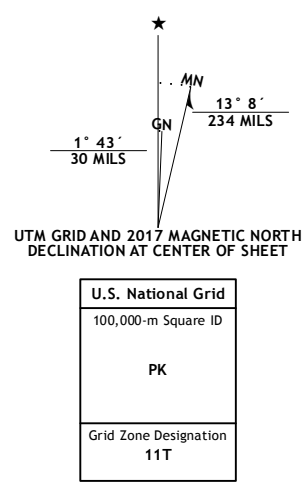 ★
MN
13° 8´
234 MILS
GN
1° 43´
30 MILS
UTM GRID AND 2017 MAGNETIC NORTH
DECLINATION AT CENTER OF SHEET
U.S. National Grid
100,000-m Square ID
PK
Grid Zone Designation
11T